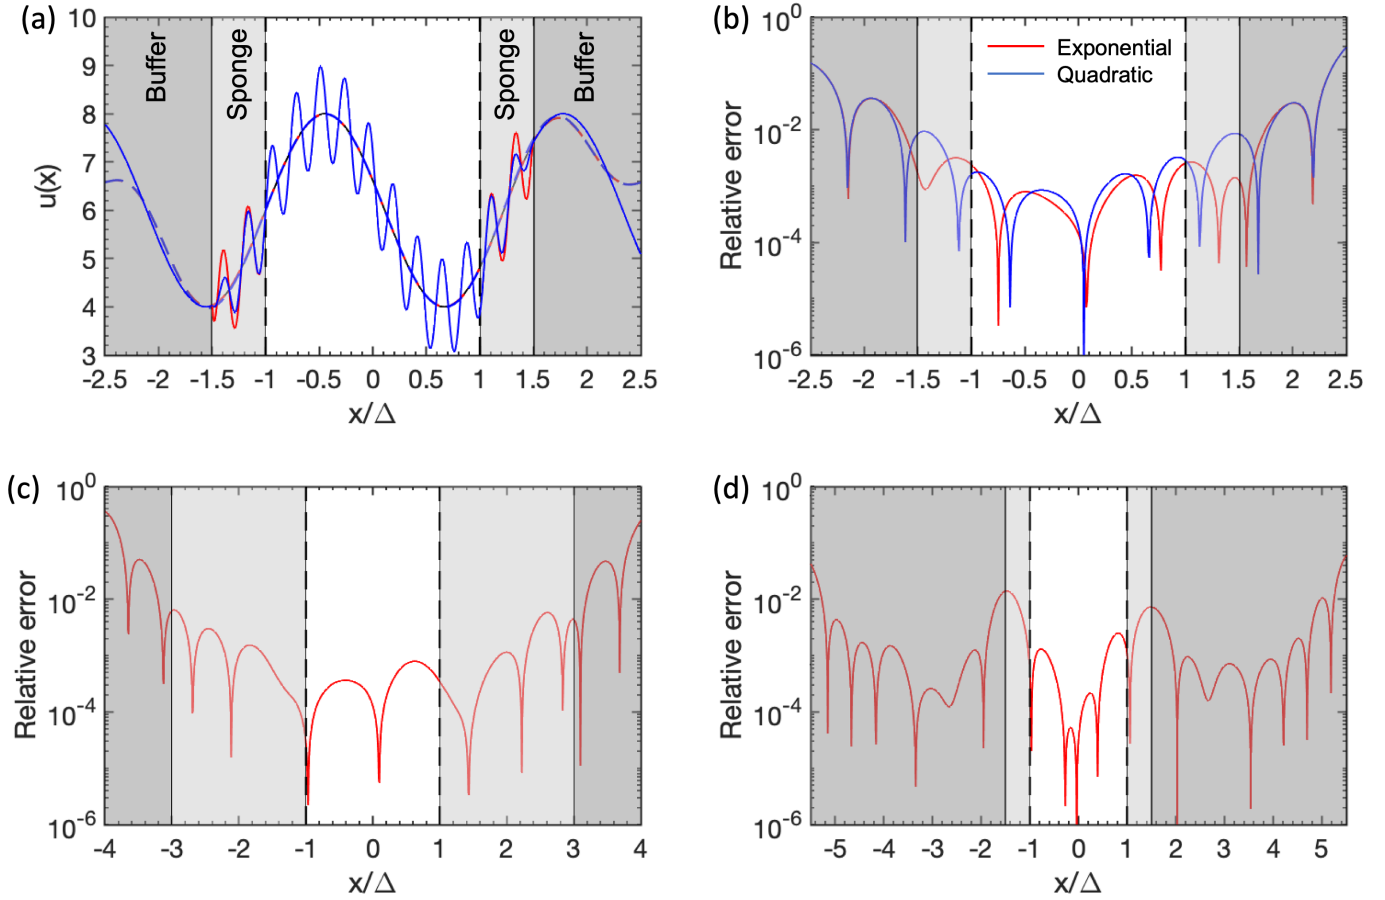 (a)
Buffer
Sponge
Sponge
Buffer
10
9
8
7
6
5
4
3
u(x)
-2.5 -2 -1.5 -1 -0.5 0 0.5 1 1.5 2 2.5
x/Δ
(b)
Exponential
Quadratic
10^0
10^-2
10^-4
10^-6
Relative error
-2.5 -2 -1.5 -1 -0.5 0 0.5 1 1.5 2 2.5
x/Δ
(c)
10^0
10^-2
10^-4
10^-6
Relative error
-4 -3 -2 -1 0 1 2 3 4
x/Δ
(d)
10^0
10^-2
10^-4
10^-6
Relative error
-5 -4 -3 -2 -1 0 1 2 3 4 5
x/Δ